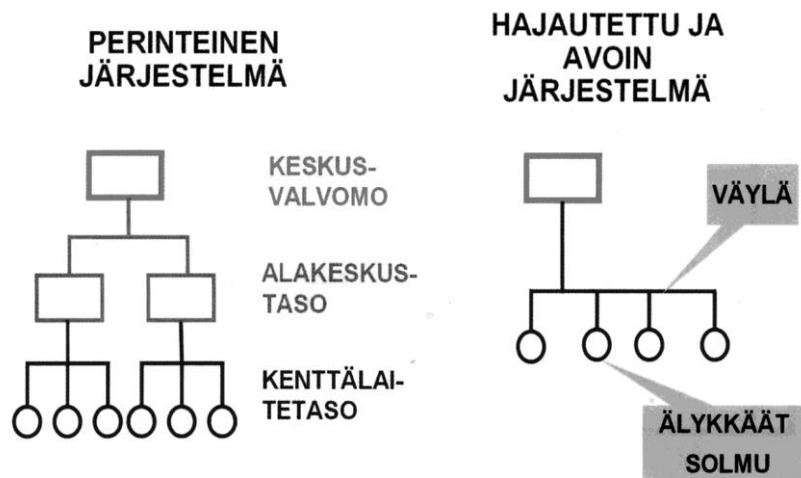 PERINTEINEN
JÄRJESTELMÄ
KESKUS-
VALVOMO
ALAKESKUS-
TASO
KENTTÄLAI-
TETASO
HAJAUTETTU JA
AVOIN
JÄRJESTELMÄ
VÄYLÄ
ÄLYKKÄÄT
SOLMU